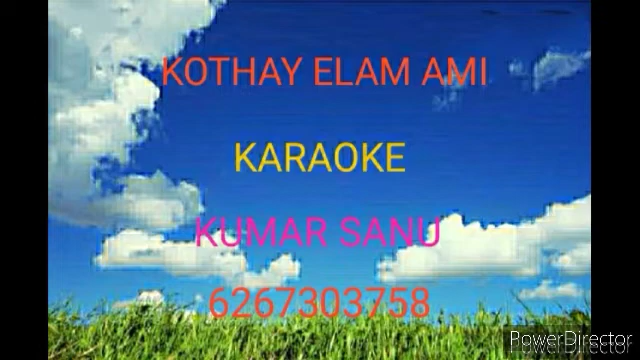 KOTHAY ELAM AMI
KARAOKE
KUMAR SANU
6267303758
PowerDirector